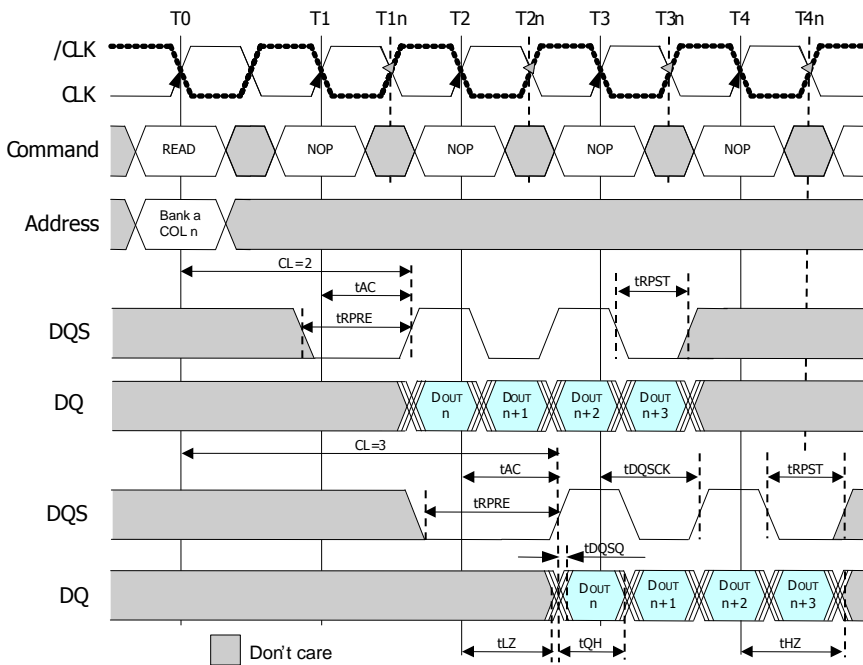 T0 T1 T1n T2 T2n T3 T3n T4 T4n
/CLK
CLK
Command READ NOP NOP NOP NOP
Address Bank a
COL n
CL=2
tAC tRPST
DQS tRPRE
DQ DOUT n DOUT n+1 DOUT n+2 DOUT n+3
CL=3
tAC tDQSCK tRPST
DQS tRPRE
tDQSQ
DQ DOUT n DOUT n+1 DOUT n+2 DOUT n+3
tLZ tQH tHZ
Don't care